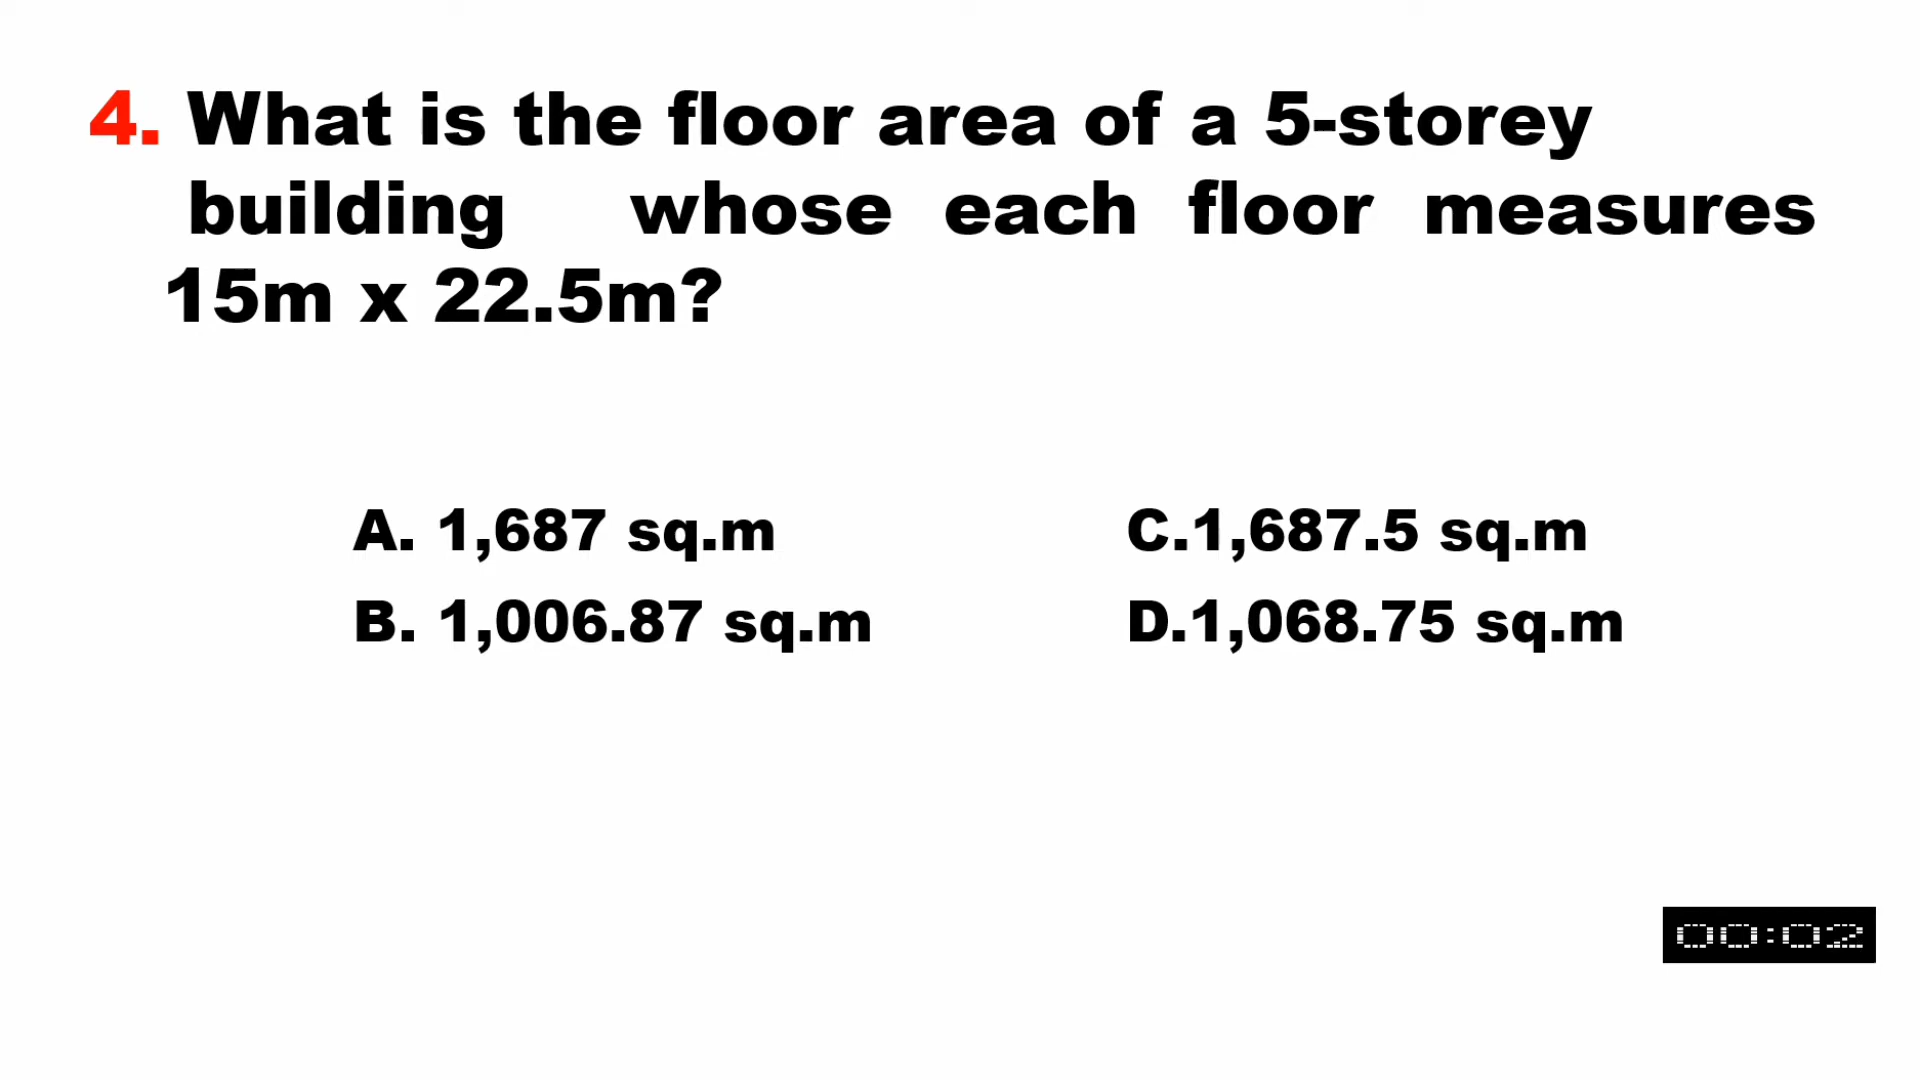 4. What is the floor area of a 5-storey
building whose each floor measures
15m x 22.5m?
A. 1,687 sq.m
C.1,687.5 sq.m
B. 1,006.87 sq.m
D.1,068.75 sq.m
00:02